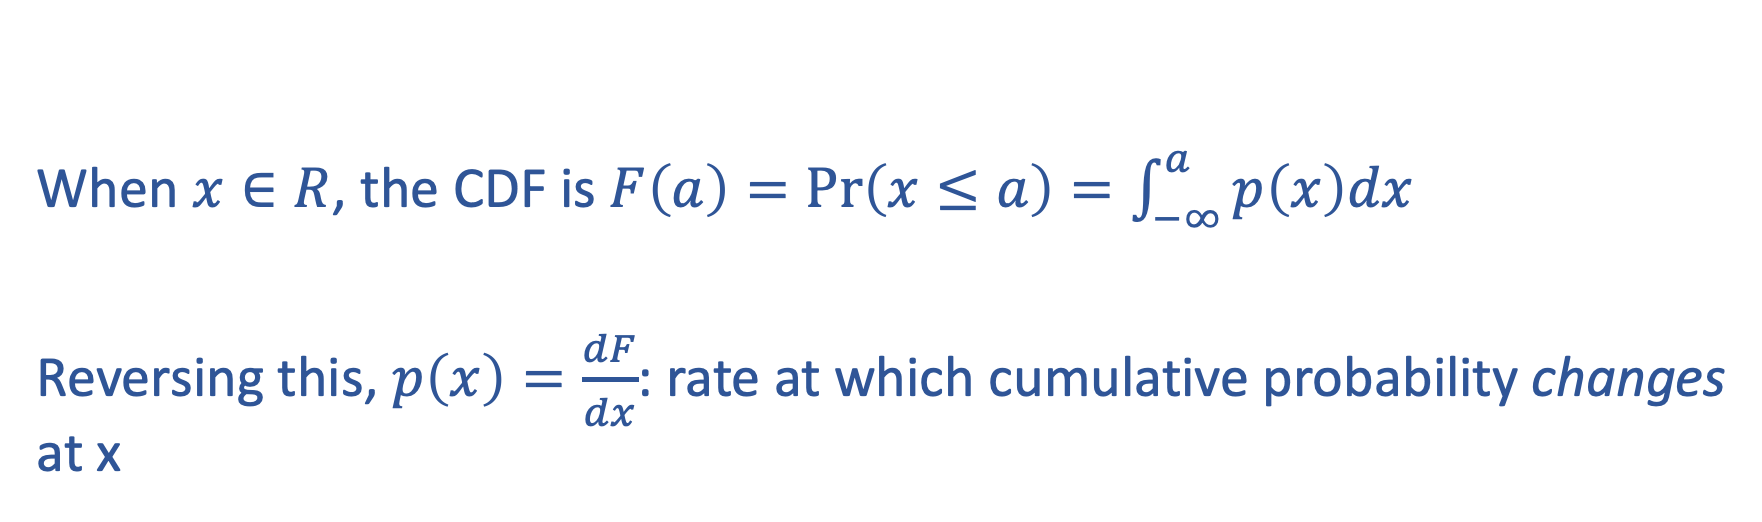 When x ∈ R, the CDF is F(a) = Pr(x ≤ a) = ∫_{-∞}^{a} p(x)dx
Reversing this, p(x) = dF/dx: rate at which cumulative probability changes
at x